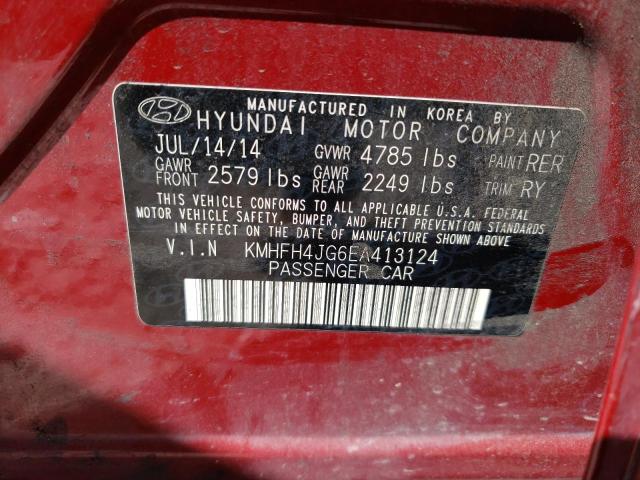 MANUFACTURED IN KOREA BY
HYUNDAI MOTOR COMPANY
JUL/14/14 GVWR 4785 lbs PAINT RER
GAWR FRONT 2579 lbs GAWR REAR 2249 lbs TRIM RY
THIS VEHICLE CONFORMS TO ALL APPLICABLE U.S.A. FEDERAL
MOTOR VEHICLE SAFETY, BUMPER, AND THEFT PREVENTION STANDARDS
IN EFFECT ON THE DATE OF MANUFACTURE SHOWN ABOVE
V.I.N KMHFH4JG6EA413124
PASSENGER CAR